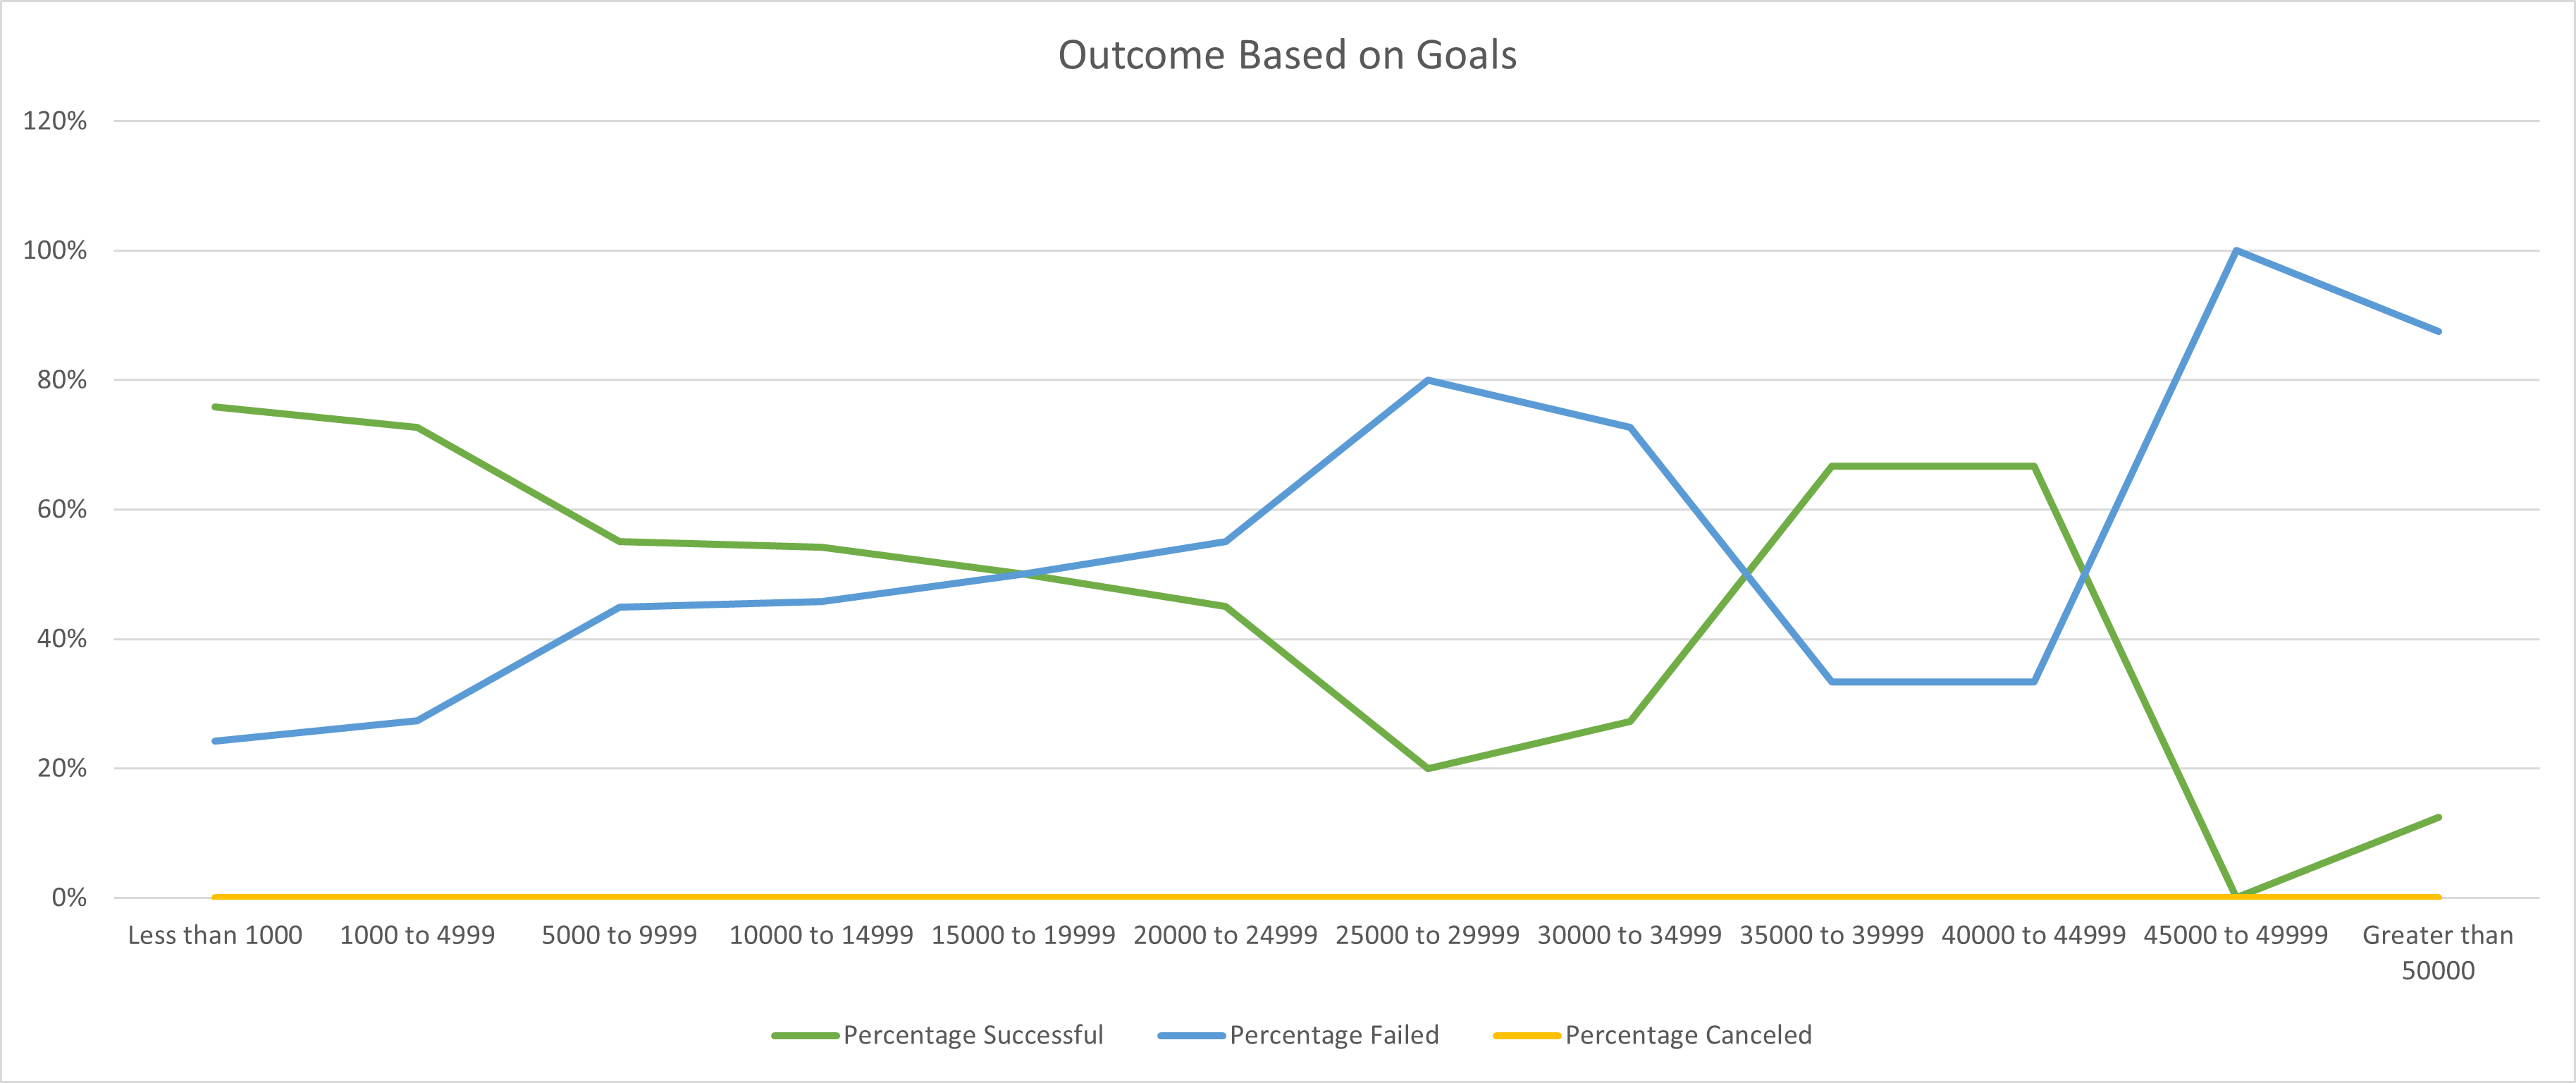 Outcome Based on Goals
120%
100%
80%
60%
40%
20%
0%
Less than 1000
1000 to 4999
5000 to 9999
10000 to 14999
15000 to 19999
20000 to 24999
25000 to 29999
30000 to 34999
35000 to 39999
40000 to 44999
45000 to 49999
Greater than
50000
Percentage Successful
Percentage Failed
Percentage Canceled